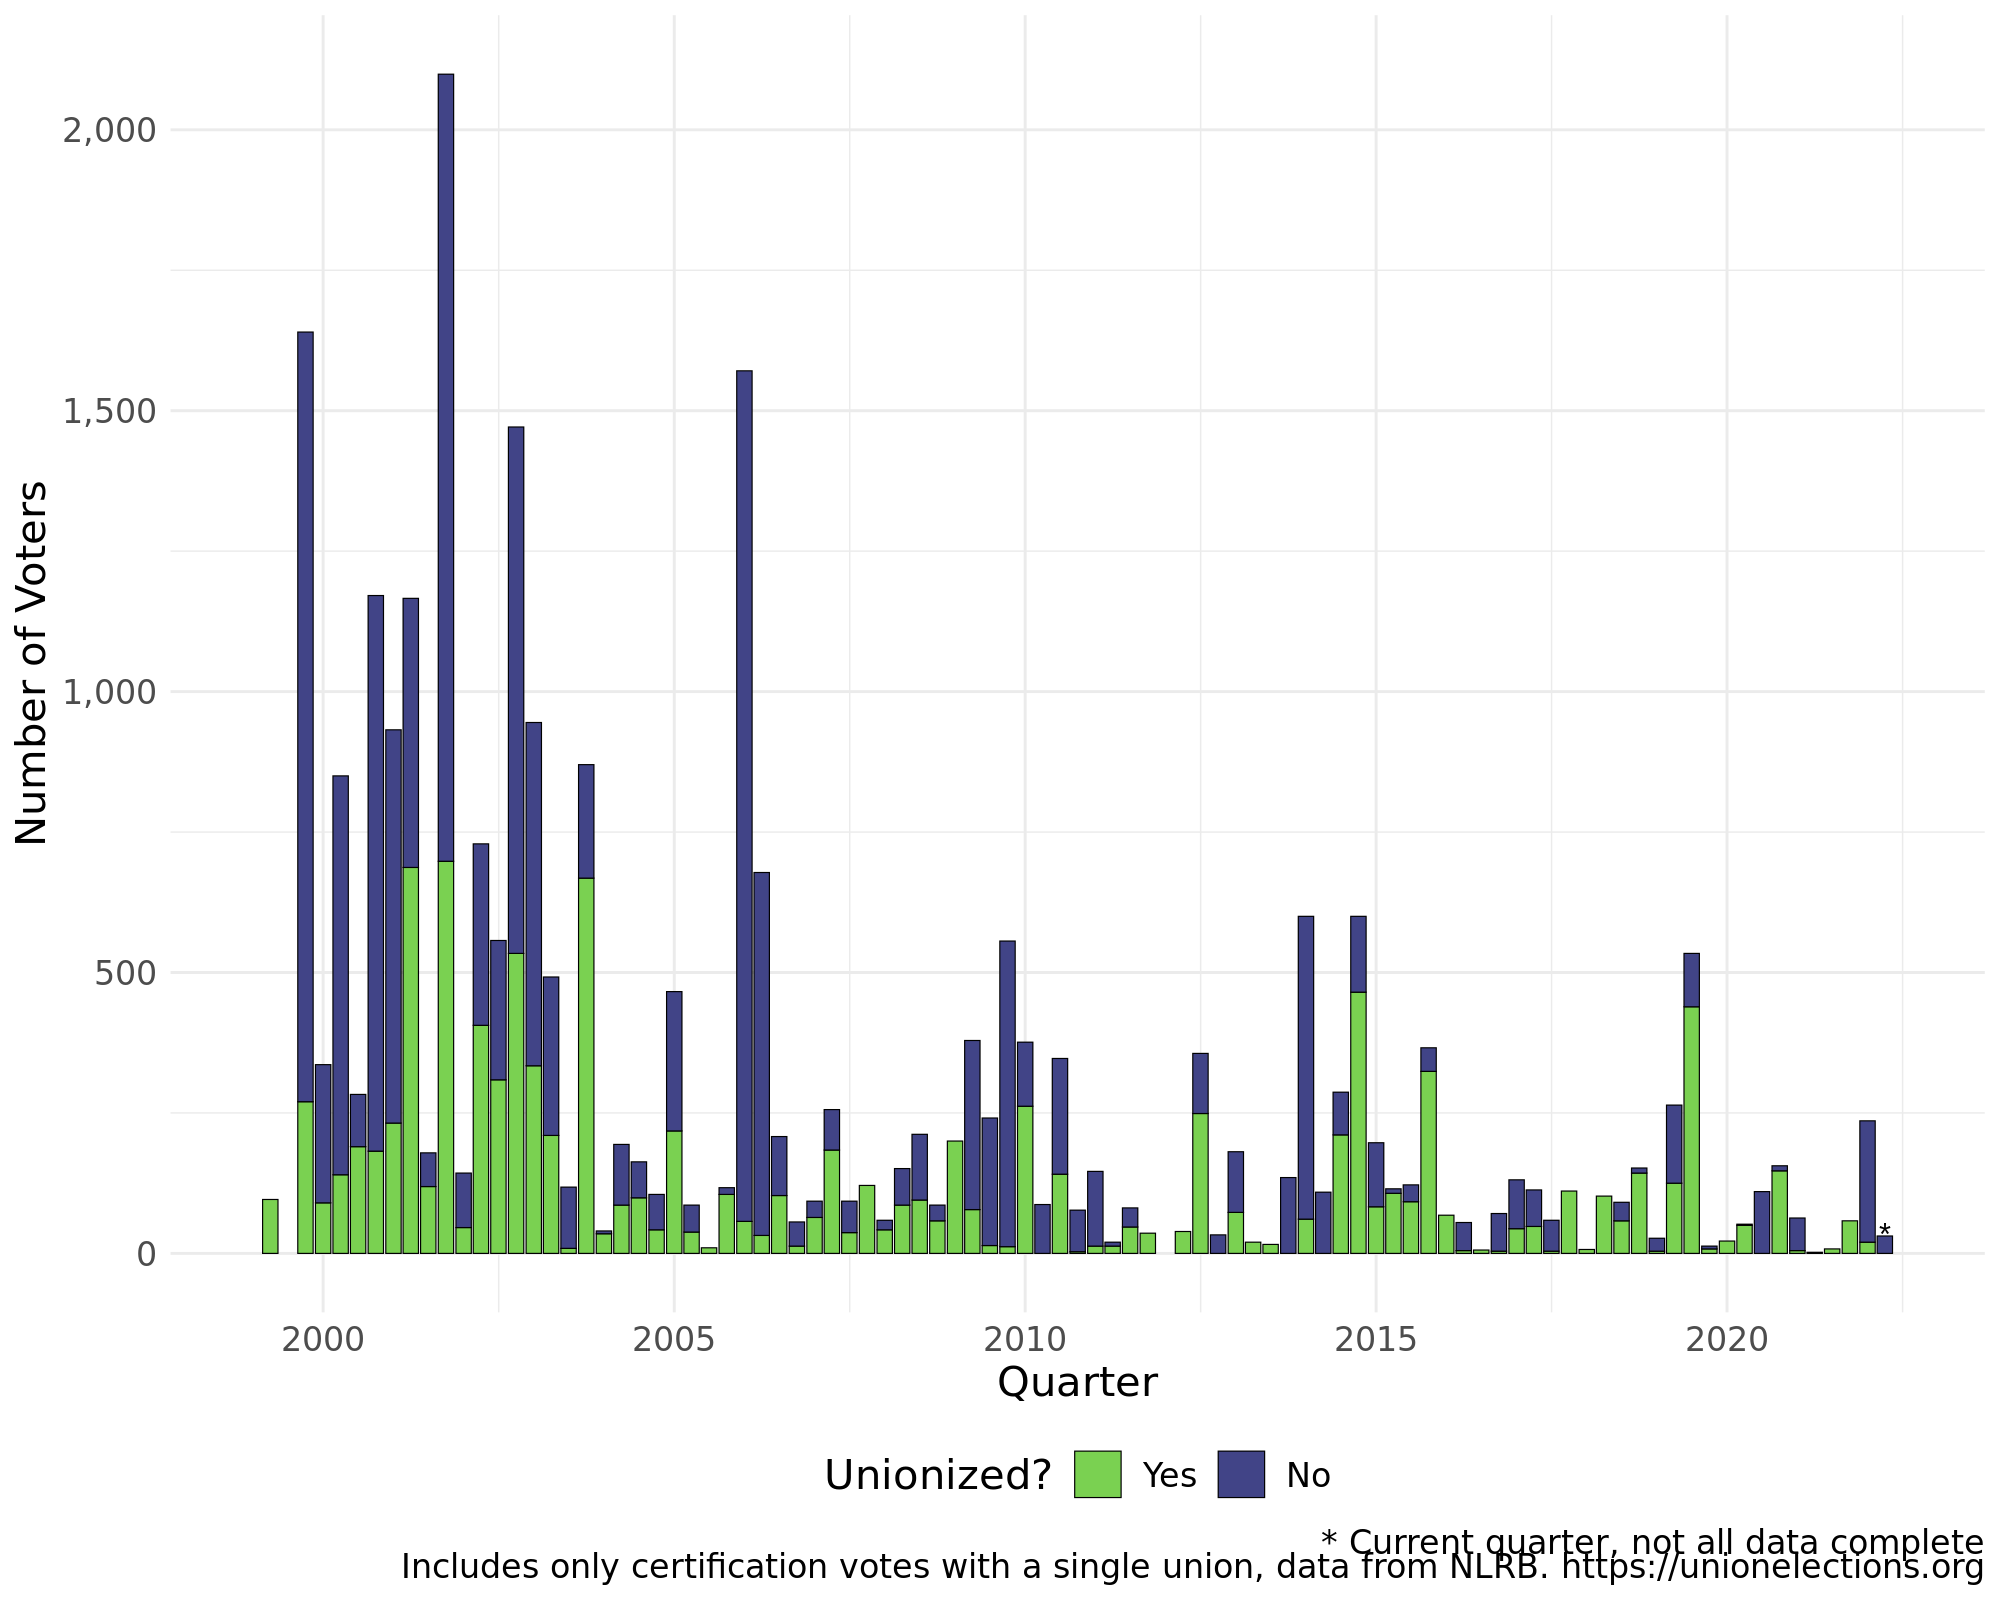 2,000
1,500
1,000
500
0
Number of Voters
*
2000 2005 2010 2015 2020
Quarter
Unionized? Yes No
* Current quarter, not all data complete
Includes only certification votes with a single union, data from NLRB. https://unionelections.org